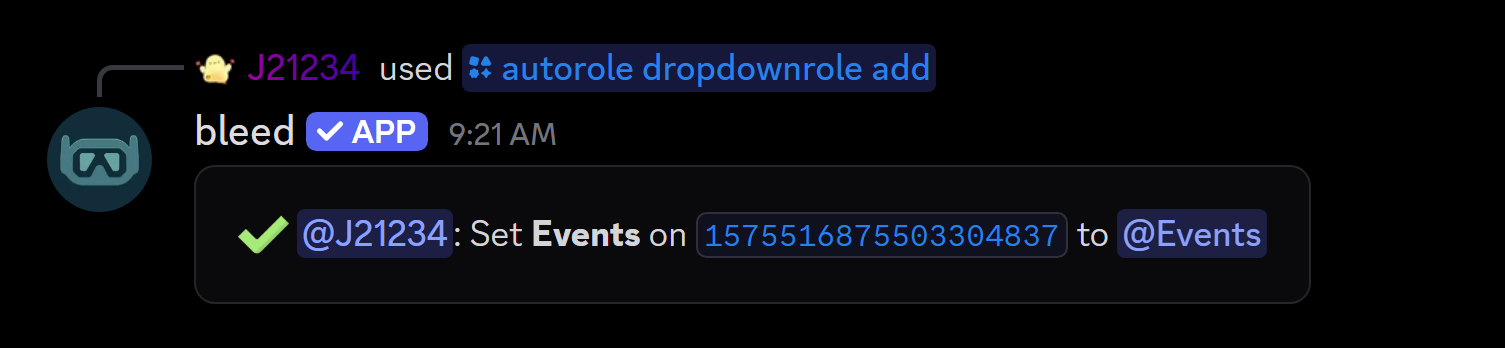 J21234 used autorole dropdownrole add
bleed APP 9:21 AM
@J21234: Set Events on 1575516875503304837 to @Events